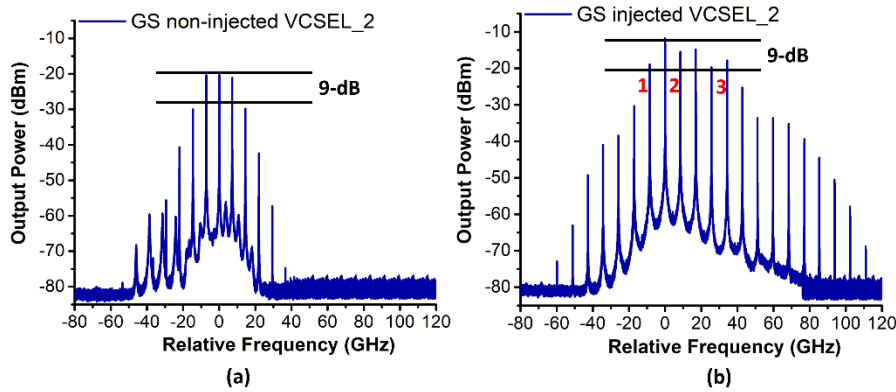 GS non-injected VCSEL_2
Output Power (dBm)
-10
-20
-30
-40
-50
-60
-70
-80
9-dB
-80 -60 -40 -20 0 20 40 60 80 100 120
Relative Frequency (GHz)
(a)
GS injected VCSEL_2
Output Power (dBm)
-10
-20
-30
-40
-50
-60
-70
-80
9-dB
1 2 3
-80 -60 -40 -20 0 20 40 60 80 100 120
Relative Frequency (GHz)
(b)